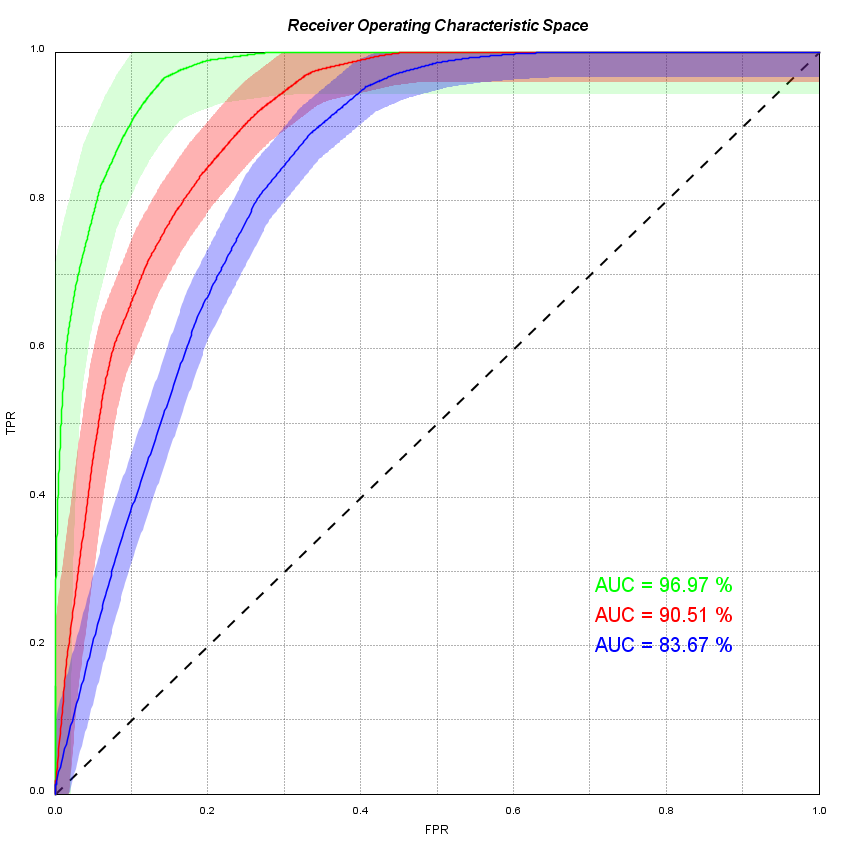 Receiver Operating Characteristic Space
1.0
0.8
0.6
TPR
0.4
AUC = 96.97 %
AUC = 90.51 %
AUC = 83.67 %
0.2
0.0
0.0 0.2 0.4 0.6 0.8 1.0
FPR